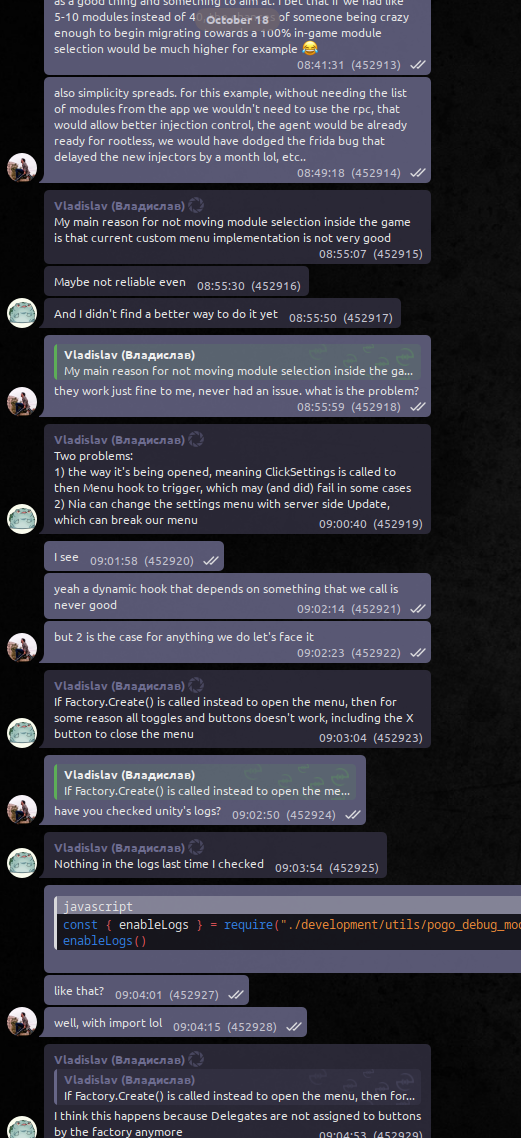 as a good thing and something to aim at. I bet that if we had like
October 18
5-10 modules instead of of someone being crazy
enough to begin migrating towards a 100% in-game module
selection would be much higher for example 😂
08:41:31 (452913)
also simplicity spreads. for this example, without needing the list
of modules from the app we wouldn't need to use the rpc, that
would allow better injection control, the agent would be already
ready for rootless, we would have dodged the frida bug that
delayed the new injectors by a month lol, etc..
08:49:18 (452914)
Vladislav (Владислав)
My main reason for not moving module selection inside the game
is that current custom menu implementation is not very good
08:55:07 (452915)
Maybe not reliable even 08:55:30 (452916)
And I didn't find a better way to do it yet 08:55:50 (452917)
Vladislav (Владислав)
My main reason for not moving module selection inside the ga...
they work just fine to me, never had an issue. what is the problem?
08:55:59 (452918)
Vladislav (Владислав)
Two problems:
1) the way it's being opened, meaning ClickSettings is called to
then Menu hook to trigger, which may (and did) fail in some cases
2) Nia can change the settings menu with server side Update,
which can break our menu 09:00:40 (452919)
I see 09:01:58 (452920)
yeah a dynamic hook that depends on something that we call is
never good 09:02:14 (452921)
but 2 is the case for anything we do let's face it
09:02:23 (452922)
Vladislav (Владислав)
If Factory.Create() is called instead to open the menu, then for
some reason all toggles and buttons doesn't work, including the X
button to close the menu 09:03:04 (452923)
Vladislav (Владислав)
If Factory.Create() is called instead to open the me...
have you checked unity's logs? 09:02:50 (452924)
Vladislav (Владислав)
Nothing in the logs last time I checked 09:03:54 (452925)
javascript
const { enableLogs } = require("./development/utils/pogo_debug_mo
enableLogs()
like that? 09:04:01 (452927)
well, with import lol 09:04:15 (452928)
Vladislav (Владислав)
Vladislav (Владислав)
If Factory.Create() is called instead to open the menu, then for...
I think this happens because Delegates are not assigned to buttons
by the factory anymore 09:04:53 (452929)